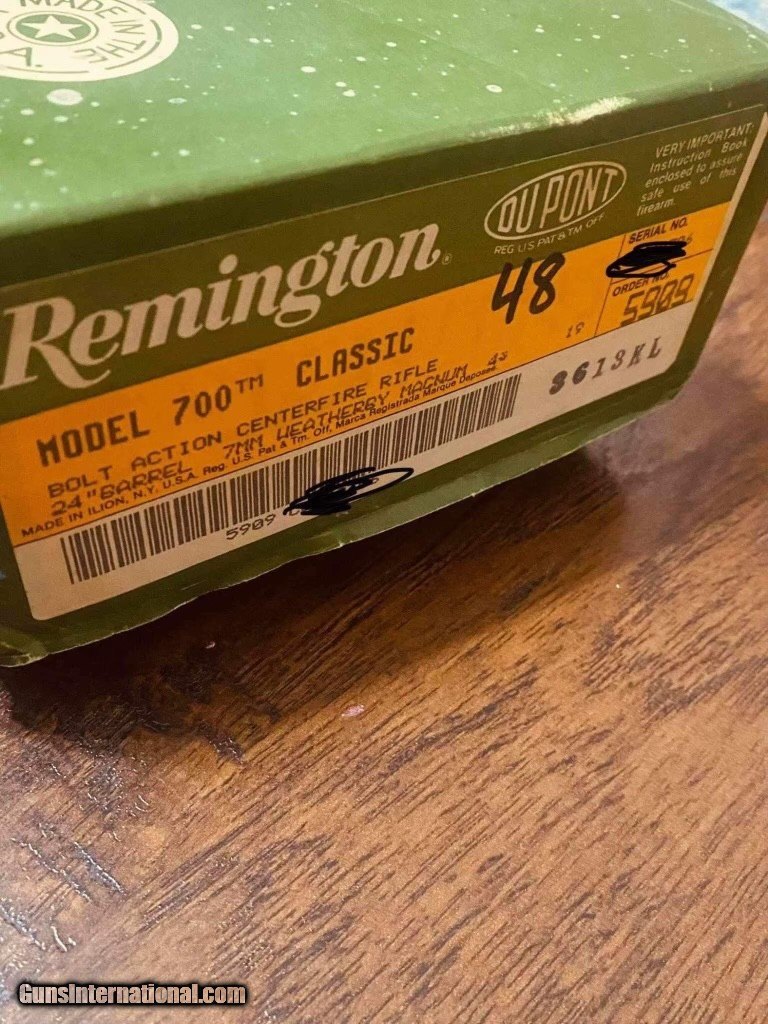 MADE IN THE
U.S.A.
VERY IMPORTANT:
Instruction Book
enclosed to assure
safe use of this
firearm.
DU PONT
REG. U.S. PAT & TM OFF
Remington®
SERIAL NO.
48
ORDER NO.
5909
MODEL 700™ CLASSIC
19
BOLT ACTION CENTERFIRE RIFLE
24"BARREL 7MM WEATHERBY MAGNUM
MADE IN ILION, N.Y. U.S.A. Reg. U.S. Pat & Tm. Off, Marca Registrada Marque Deposee.
3613KL
5909
GunsInternational.com